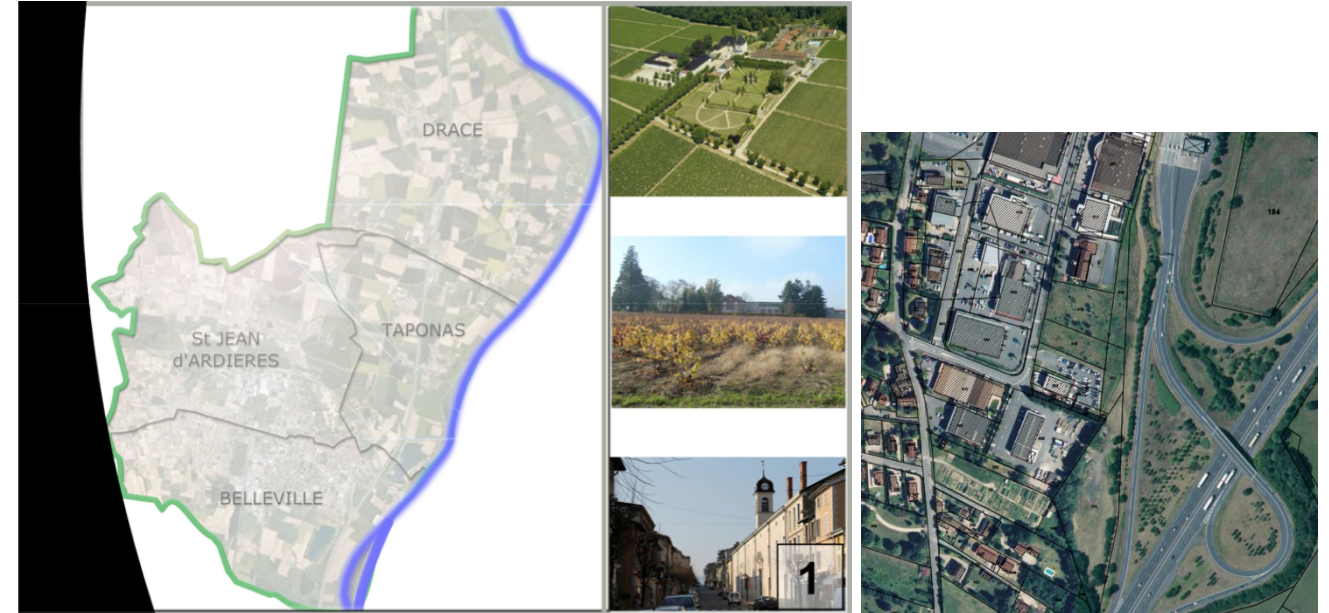 DRACE
TAPONAS
St JEAN
d'ARDIERES
BELLEVILLE
1
184